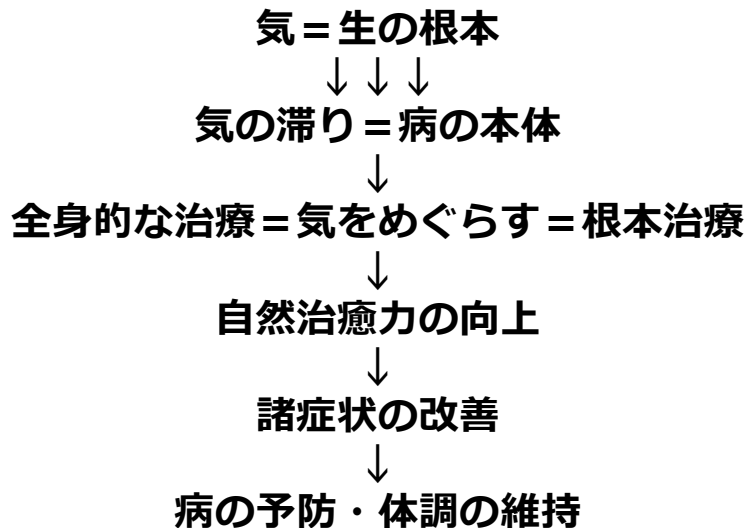 気＝生の根本
↓↓↓
気の滞り＝病の本体
↓
全身的な治療＝気をめぐらす＝根本治療
↓
自然治癒力の向上
↓
諸症状の改善
↓
病の予防・体調の維持